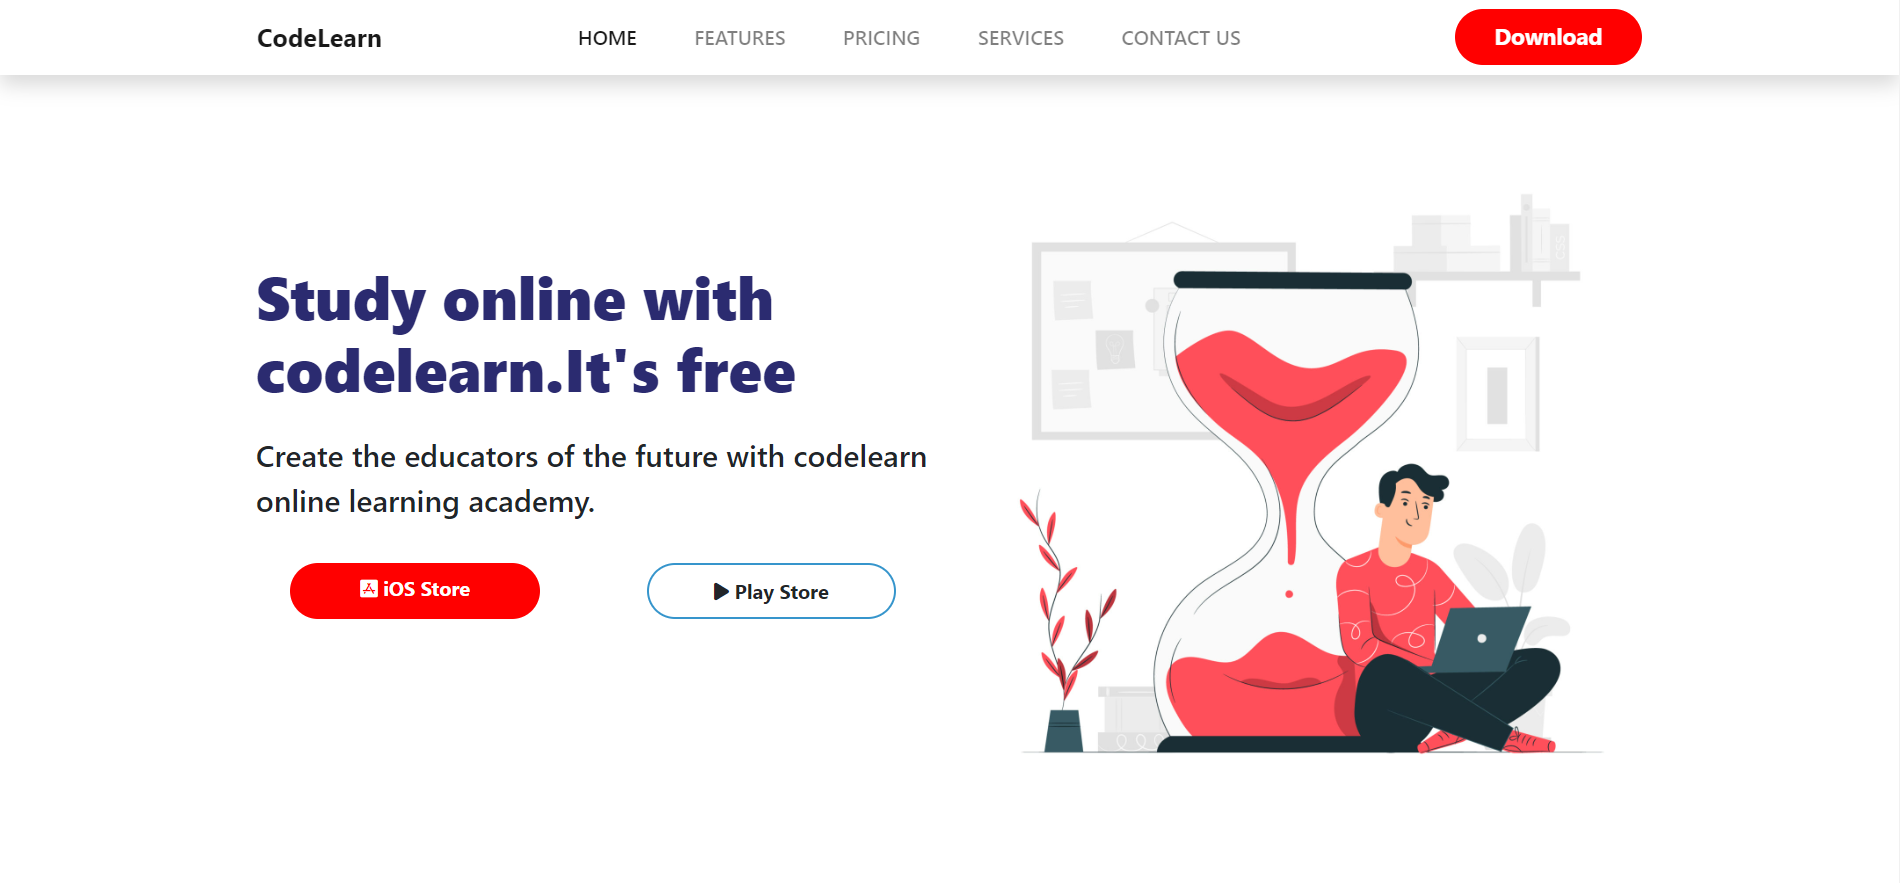 CodeLearn
HOME FEATURES PRICING SERVICES CONTACT US
Download
Study online with
codelearn.It's free
Create the educators of the future with codelearn
online learning academy.
iOS Store
Play Store
CSS